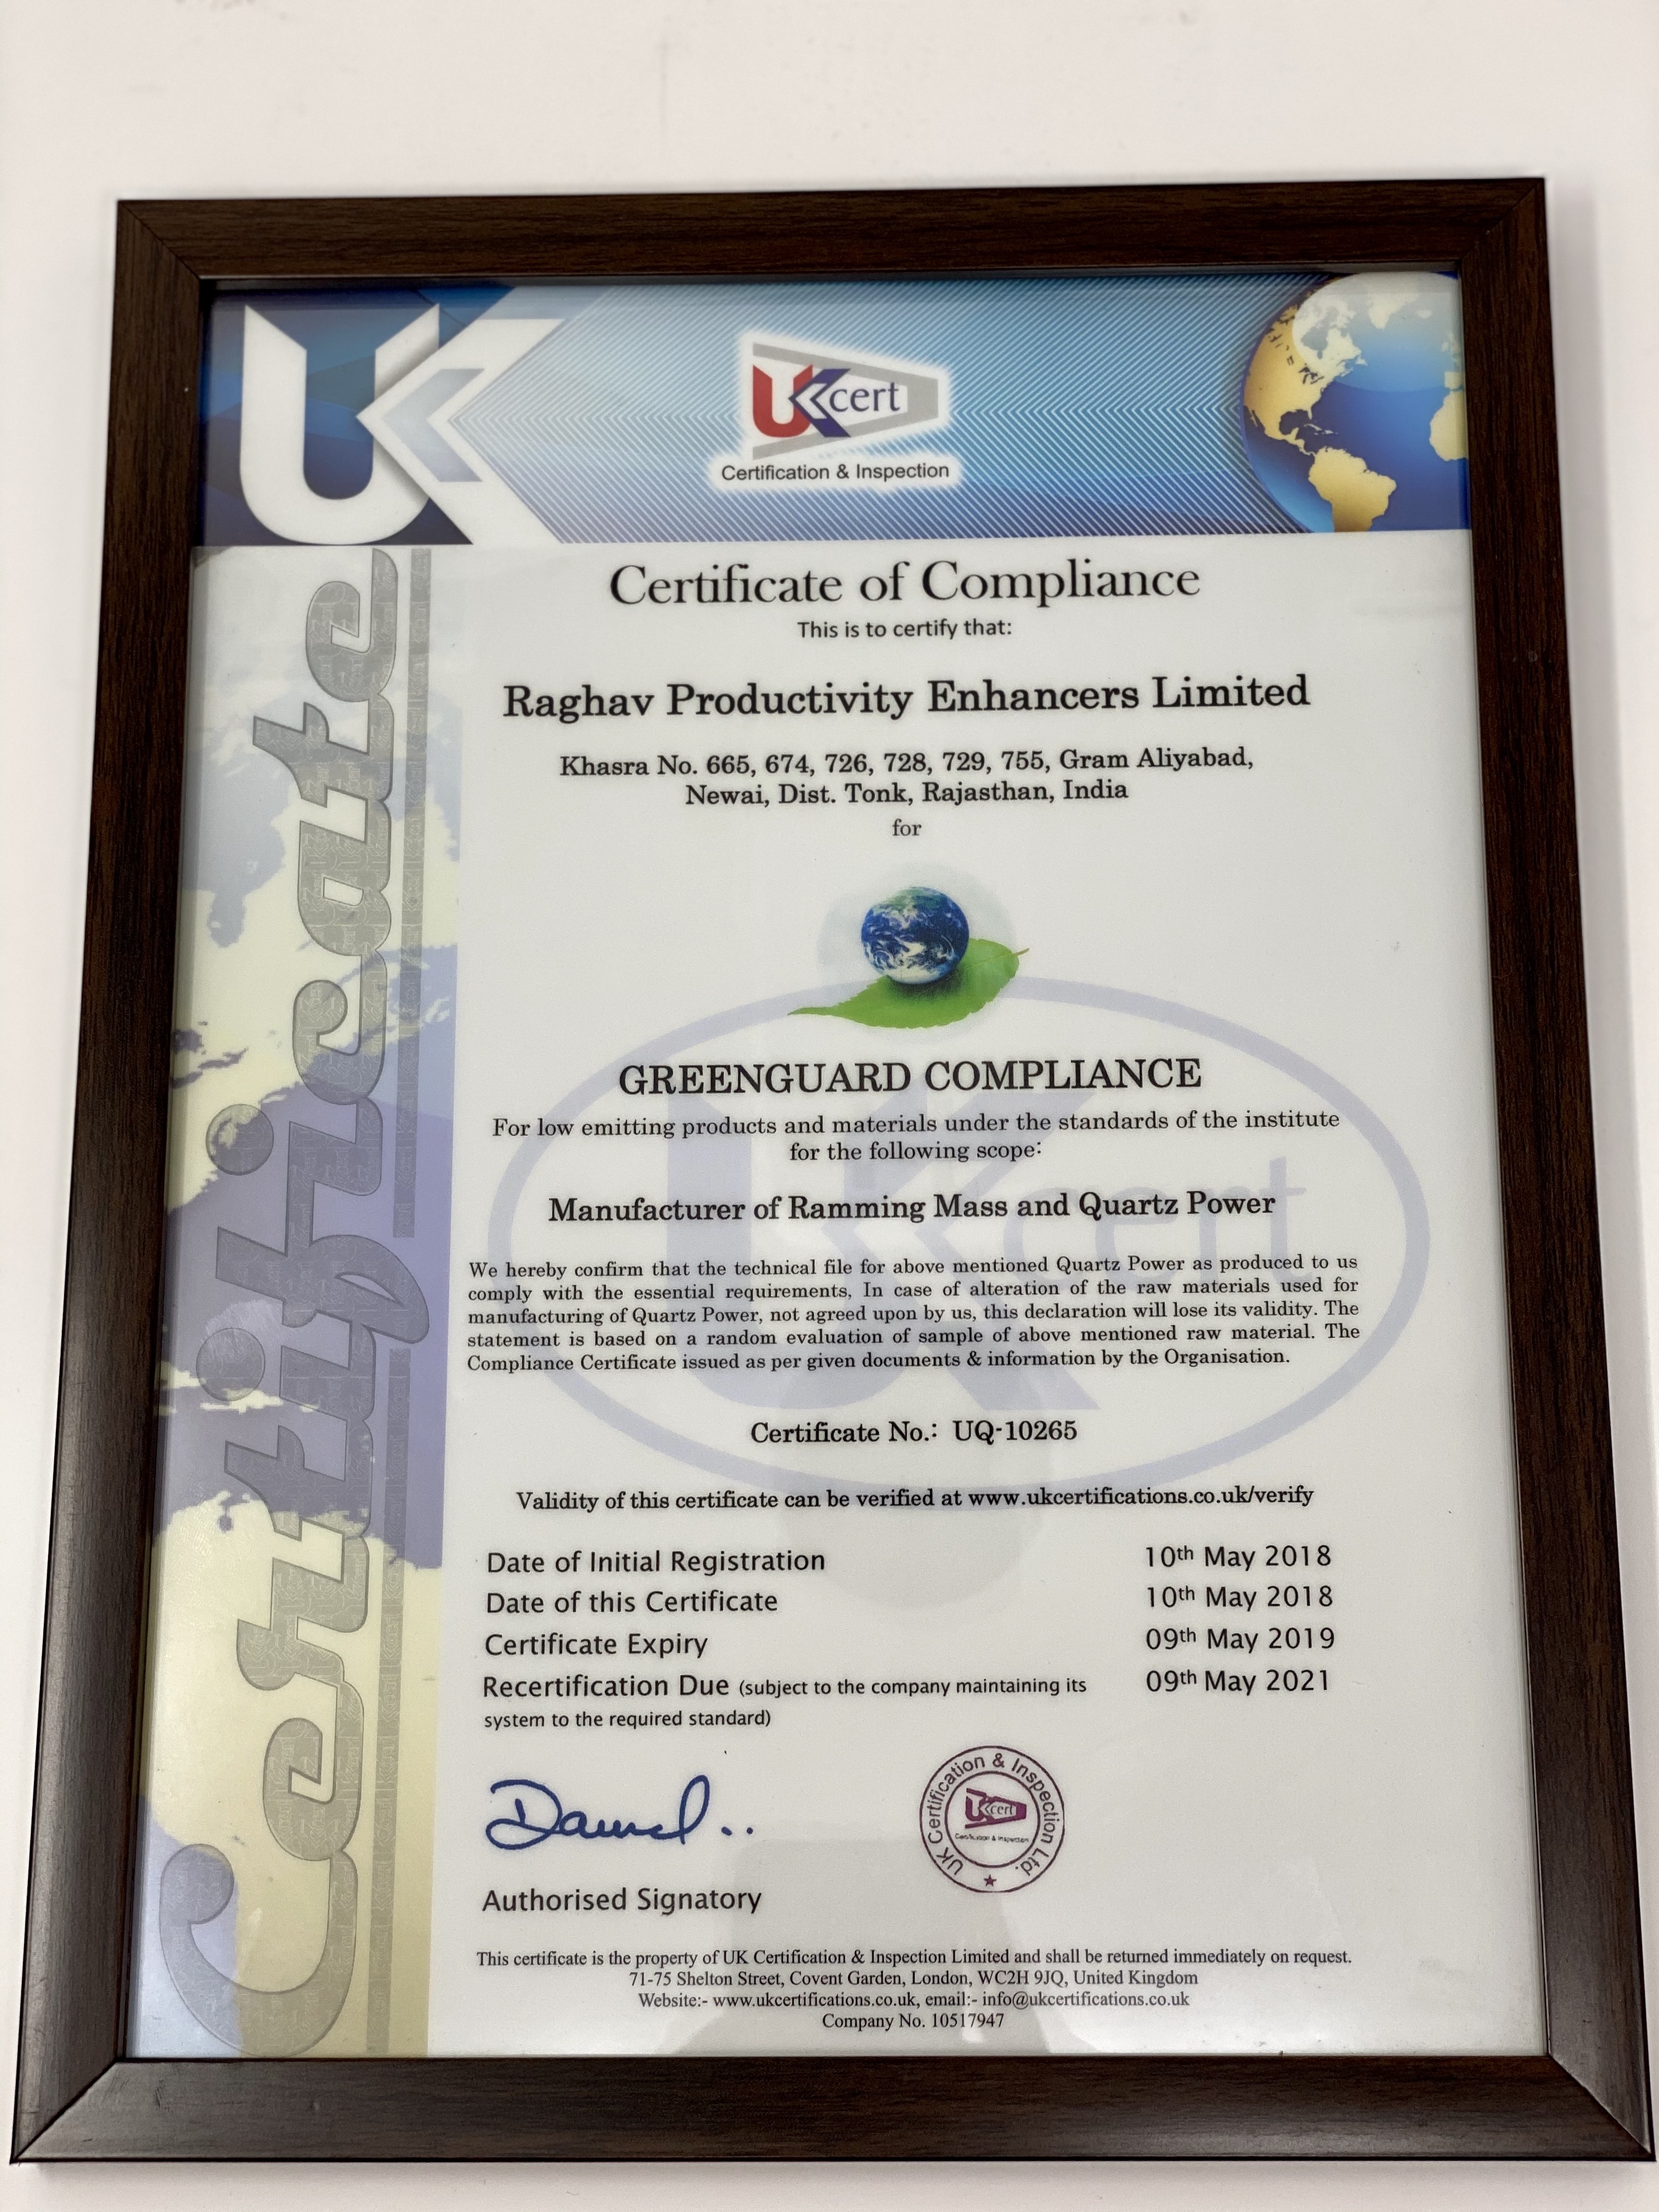 UK
UKcert
Certification & Inspection
Certificate
Certificate of Compliance
This is to certify that:
Raghav Productivity Enhancers Limited
Khasra No. 665, 674, 726, 728, 729, 755, Gram Aliyabad,
Newai, Dist. Tonk, Rajasthan, India
for
GREENGUARD COMPLIANCE
For low emitting products and materials under the standards of the institute
for the following scope:
Manufacturer of Ramming Mass and Quartz Power
We hereby confirm that the technical file for above mentioned Quartz Power as produced to us
comply with the essential requirements, In case of alteration of the raw materials used for
manufacturing of Quartz Power, not agreed upon by us, this declaration will lose its validity. The
statement is based on a random evaluation of sample of above mentioned raw material. The
Compliance Certificate issued as per given documents & information by the Organisation.
Certificate No.: UQ-10265
Validity of this certificate can be verified at www.ukcertifications.co.uk/verify
Date of Initial Registration 10th May 2018
Date of this Certificate 10th May 2018
Certificate Expiry 09th May 2019
Recertification Due (subject to the company maintaining its 09th May 2021
system to the required standard)
UK Certification & Inspection Ltd.
UKcert
Certification & Inspection
Authorised Signatory
This certificate is the property of UK Certification & Inspection Limited and shall be returned immediately on request.
71-75 Shelton Street, Covent Garden, London, WC2H 9JQ, United Kingdom
Website:- www.ukcertifications.co.uk, email:- info@ukcertifications.co.uk
Company No. 10517947